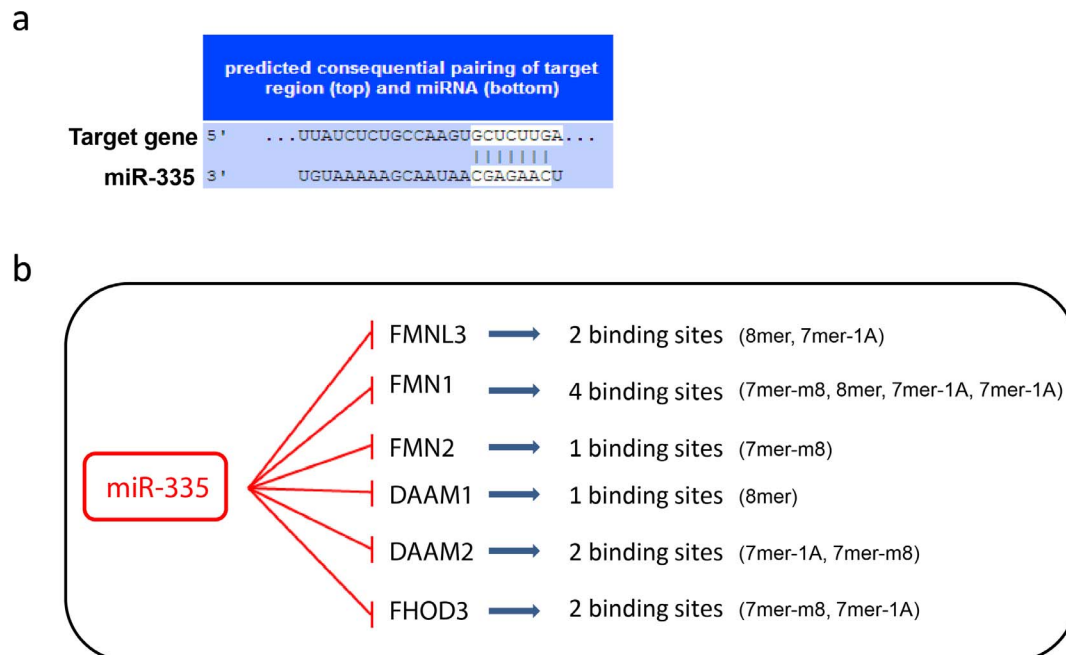 a
predicted consequential pairing of target
region (top) and miRNA (bottom)
Target gene 5' ...UUAUCUCUGCCAAGUGCUCUUGA...
|||||||
miR-335 3' UGUAAAAAGCAAUAACGAGAACU
b
miR-335
FMNL3 2 binding sites (8mer, 7mer-1A)
FMN1 4 binding sites (7mer-m8, 8mer, 7mer-1A, 7mer-1A)
FMN2 1 binding sites (7mer-m8)
DAAM1 1 binding sites (8mer)
DAAM2 2 binding sites (7mer-1A, 7mer-m8)
FHOD3 2 binding sites (7mer-m8, 7mer-1A)